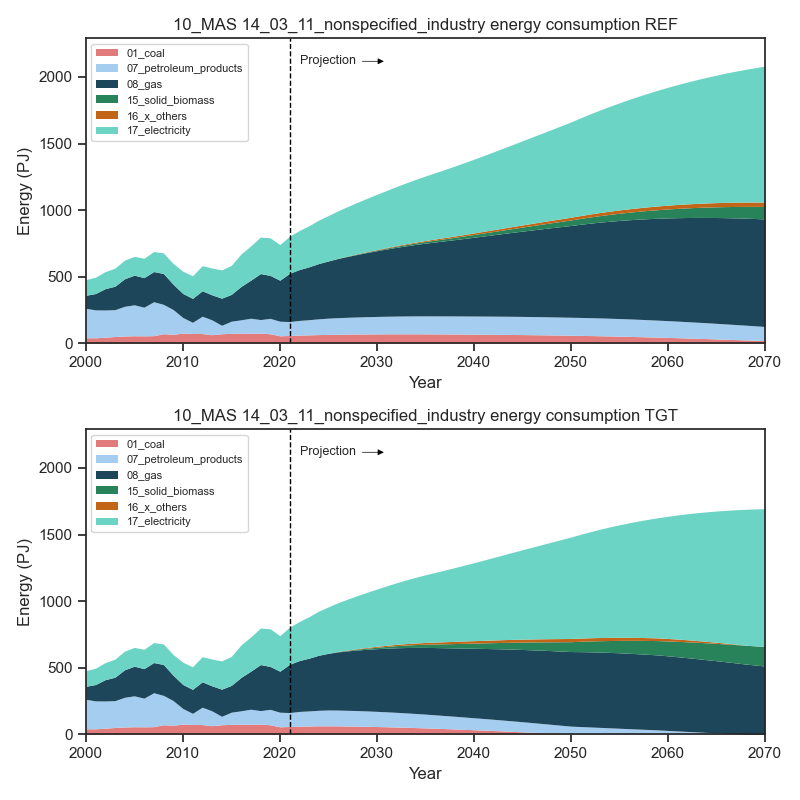 10_MAS 14_03_11_nonspecified_industry energy consumption REF
Energy (PJ)
2000
1500
1000
500
0
01_coal
07_petroleum_products
08_gas
15_solid_biomass
16_x_others
17_electricity
Projection
2000 2010 2020 2030 2040 2050 2060 2070
Year
10_MAS 14_03_11_nonspecified_industry energy consumption TGT
Energy (PJ)
2000
1500
1000
500
0
01_coal
07_petroleum_products
08_gas
15_solid_biomass
16_x_others
17_electricity
Projection
2000 2010 2020 2030 2040 2050 2060 2070
Year